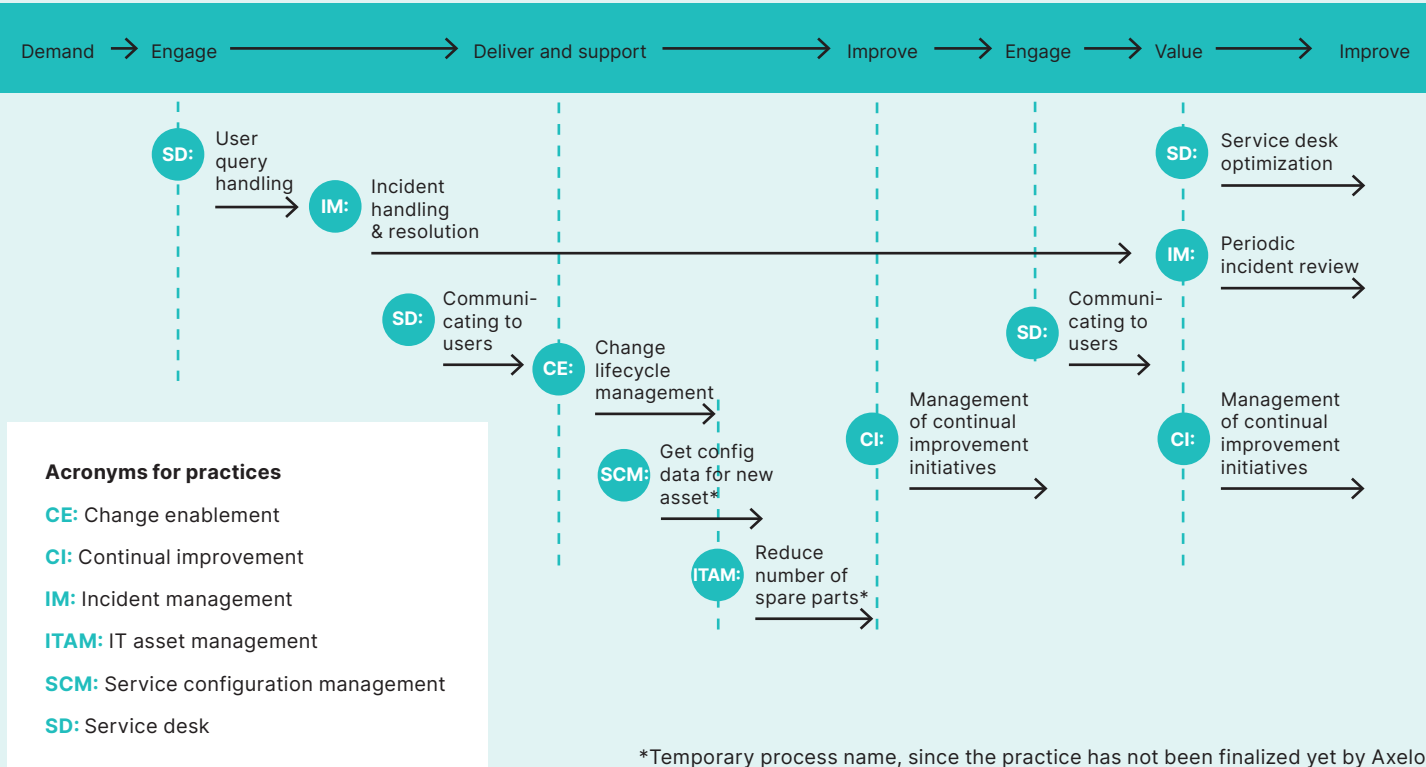 Demand Engage Deliver and support Improve Engage Value Improve
SD: User
query
handling
IM: Incident
handling
& resolution
SD: Communi-
cating to
users
CE: Change
lifecycle
management
SCM: Get config
data for new
asset*
ITAM: Reduce
number of
spare parts*
CI: Management
of continual
improvement
initiatives
SD: Communi-
cating to
users
SD: Service desk
optimization
IM: Periodic
incident review
CI: Management
of continual
improvement
initiatives
Acronyms for practices
CE: Change enablement
CI: Continual improvement
IM: Incident management
ITAM: IT asset management
SCM: Service configuration management
SD: Service desk
*Temporary process name, since the practice has not been finalized yet by Axelo